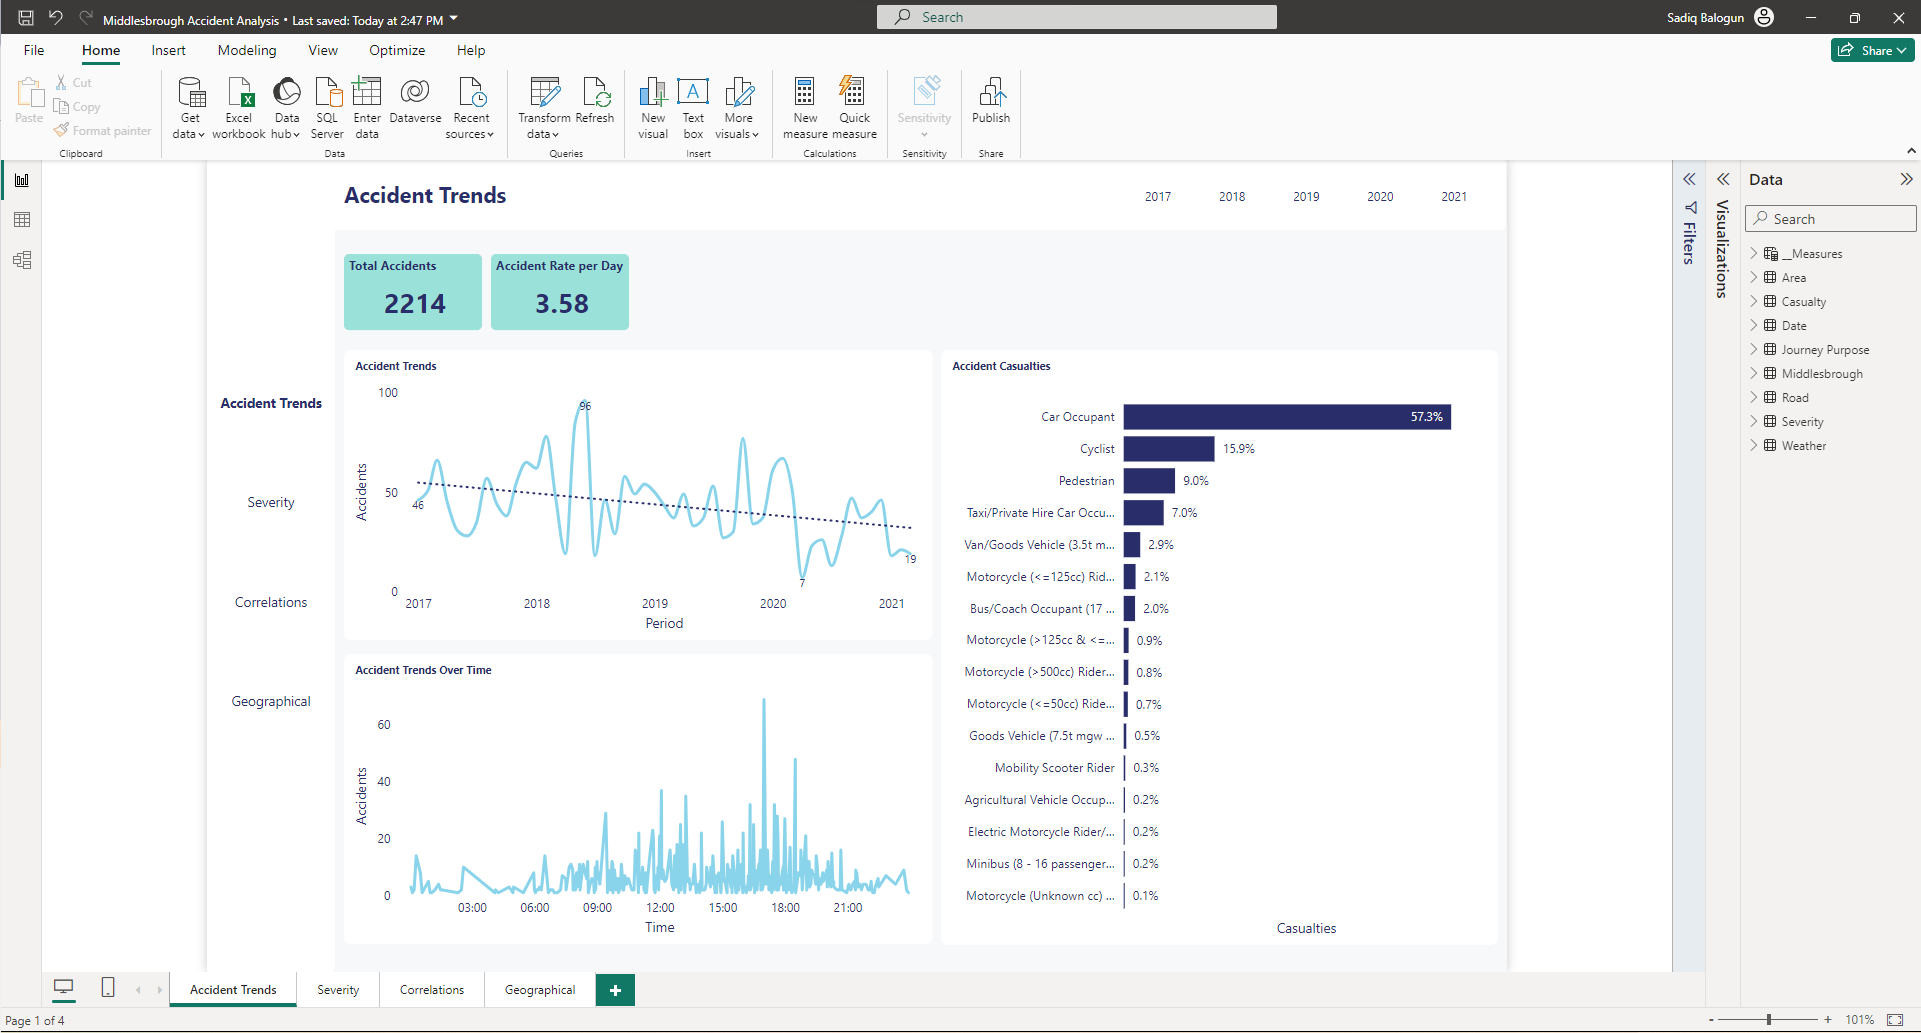 Middlesbrough Accident Analysis • Last saved: Today at 2:47 PM
Search
Sadiq Balogun
File
Home
Insert
Modeling
View
Optimize
Help
Share
Paste
Cut
Copy
Format painter
Clipboard
Get data
Excel workbook
Data hub
SQL Server
Enter data
Dataverse
Recent sources
Data
Transform data
Refresh
Queries
New visual
Text box
More visuals
Insert
New measure
Quick measure
Calculations
Sensitivity
Sensitivity
Publish
Share
Accident Trends
2017
2018
2019
2020
2021
Total Accidents
2214
Accident Rate per Day
3.58
Accident Trends
Severity
Correlations
Geographical
Accident Trends
Accidents
100
50
0
46
96
7
19
2017
2018
2019
2020
2021
Period
Accident Trends Over Time
Accidents
60
40
20
0
03:00
06:00
09:00
12:00
15:00
18:00
21:00
Time
Accident Casualties
Car Occupant 57.3%
Cyclist 15.9%
Pedestrian 9.0%
Taxi/Private Hire Car Occu... 7.0%
Van/Goods Vehicle (3.5t m... 2.9%
Motorcycle (<=125cc) Rid... 2.1%
Bus/Coach Occupant (17 ... 2.0%
Motorcycle (>125cc & <=... 0.9%
Motorcycle (>500cc) Rider... 0.8%
Motorcycle (<=50cc) Ride... 0.7%
Goods Vehicle (7.5t mgw ... 0.5%
Mobility Scooter Rider 0.3%
Agricultural Vehicle Occup... 0.2%
Electric Motorcycle Rider/... 0.2%
Minibus (8 - 16 passenger... 0.2%
Motorcycle (Unknown cc) ... 0.1%
Casualties
Filters
Visualizations
Data
Search
__Measures
Area
Casualty
Date
Journey Purpose
Middlesbrough
Road
Severity
Weather
Accident Trends
Severity
Correlations
Geographical
+
Page 1 of 4
- + 101%